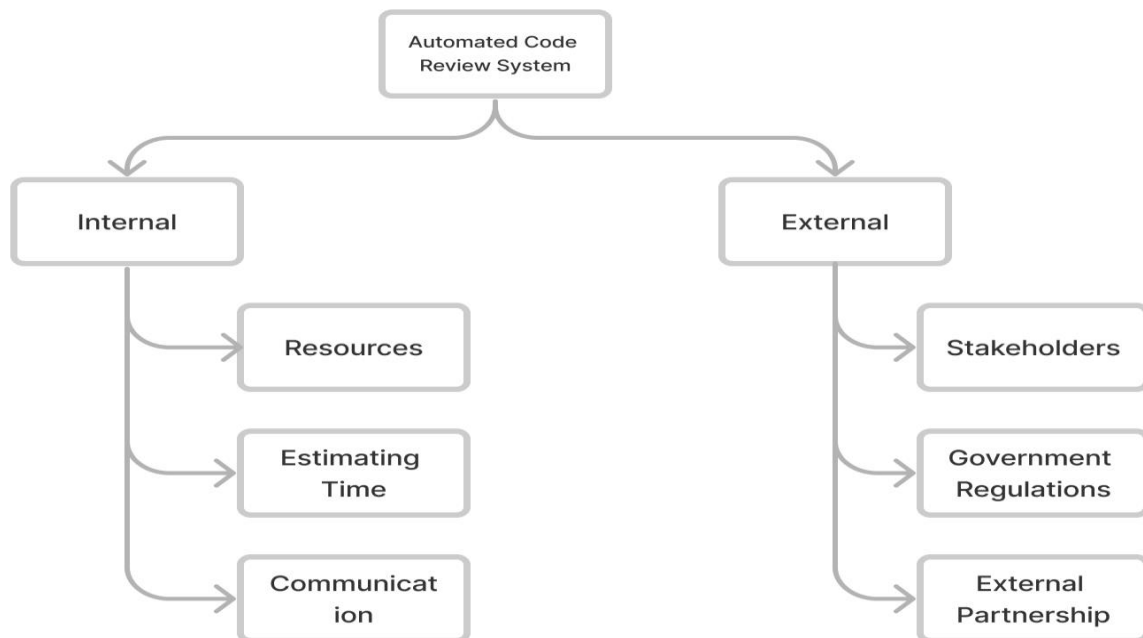 Automated Code
Review System
Internal
External
Resources
Stakeholders
Estimating
Time
Government
Regulations
Communicat
ion
External
Partnership